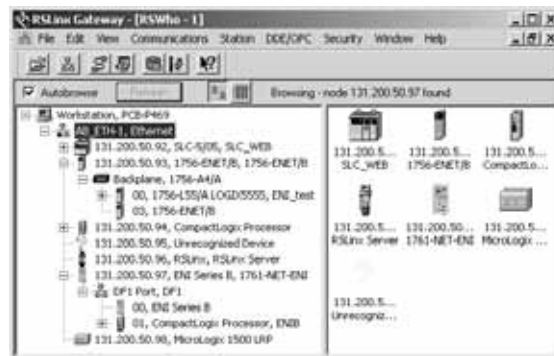 RSLinx Gateway - [RSWho - 1]
File Edit View Communications Station DDE/OPC Security Window Help
Autobrowse Refresh Browsing - node 131.200.50.97 found
Workstation, PCB-P469
AB_ETH-1, Ethernet
131.200.50.92, SLC-5/05, SLC_WEB
131.200.50.93, 1756-ENET/B, 1756-ENET/B
Backplane, 1756-A4/A
00, 1756-L55/A LOGIX5555, ENI_test
03, 1756-ENET/B
131.200.50.94, CompactLogix Processor
131.200.50.95, Unrecognized Device
131.200.50.96, RSLinx, RSLinx Server
131.200.50.97, ENI Series B, 1761-NET-ENI
DF1 Port, DF1
00, ENI Series B
01, CompactLogix Processor, ENIB
131.200.50.98, MicroLogix 1500 LRP
131.200.5... 131.200.50... 131.200.5...
SLC_WEB 1756-ENET/B CompactLo...
131.200.5... 131.200.50... 131.200.5...
RSLinx Server 1761-NET-ENI MicroLogix ...
131.200.5...
Unrecogniz...